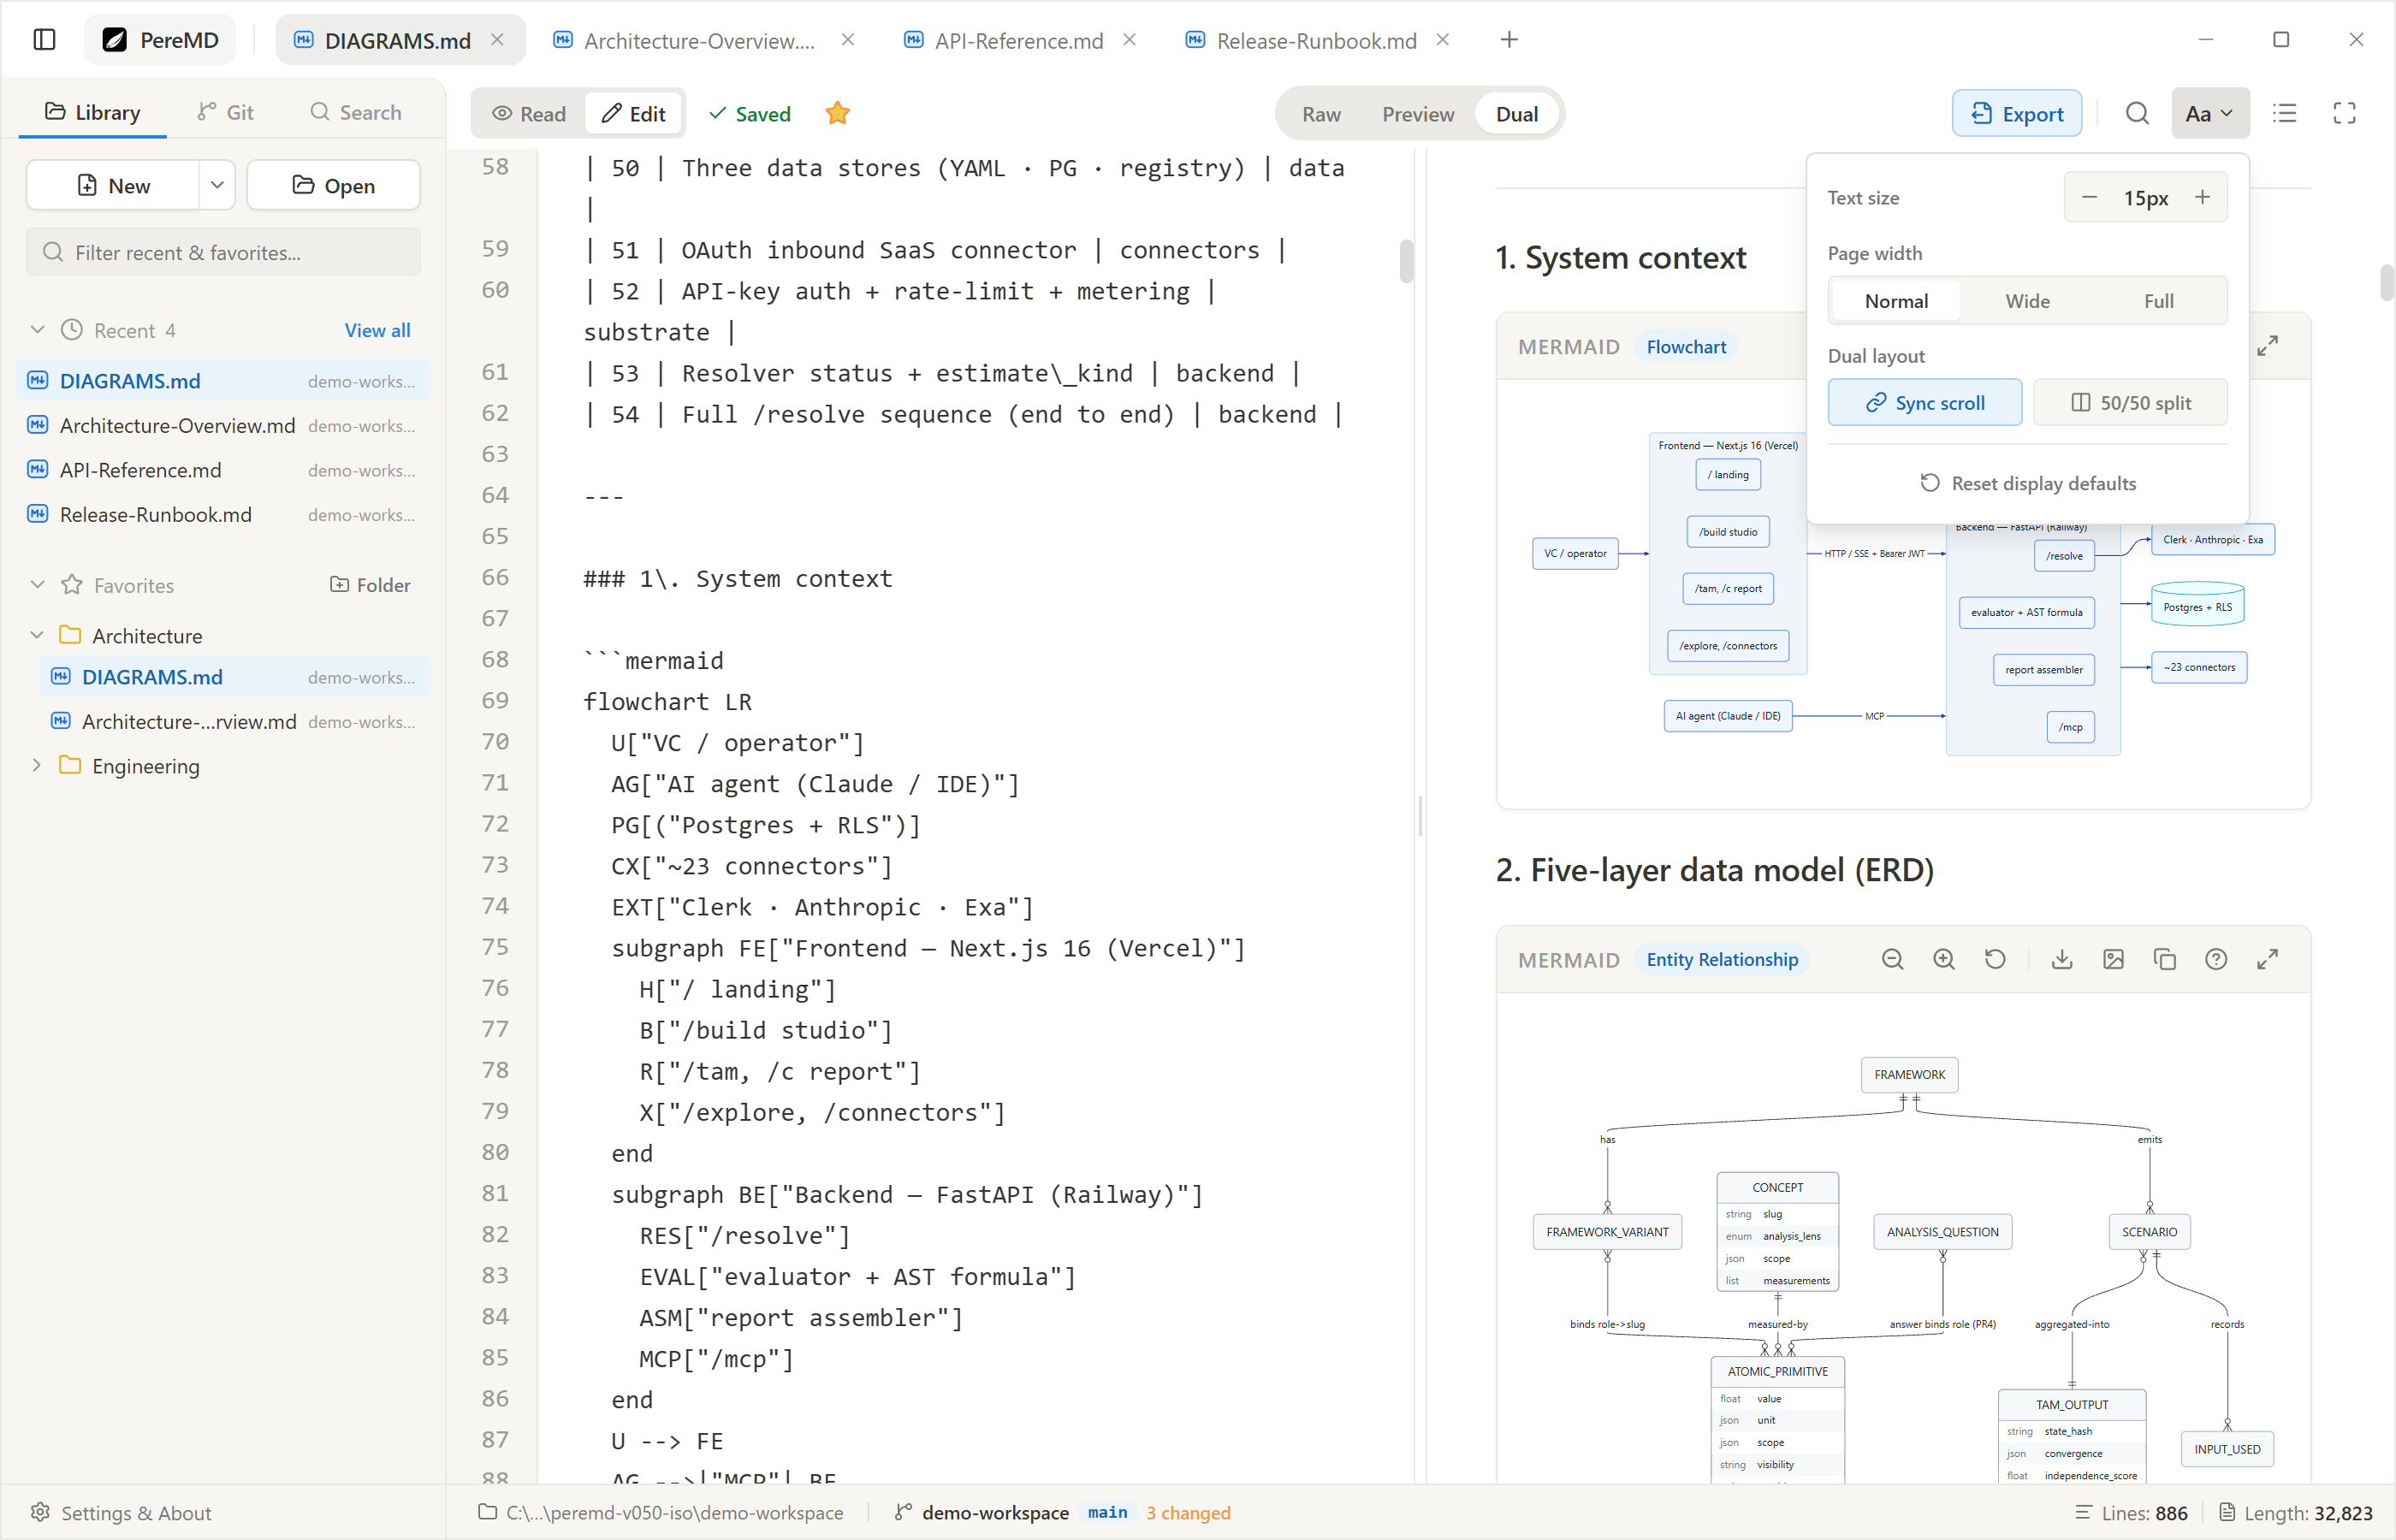 PereMD
DIAGRAMS.md
Architecture-Overview....
API-Reference.md
Release-Runbook.md
Library
Git
Search
Read
Edit
Saved
Raw
Preview
Dual
Export
Aa
New
Open
Filter recent & favorites...
Recent 4
View all
DIAGRAMS.md demo-works...
Architecture-Overview.md demo-works...
API-Reference.md demo-works...
Release-Runbook.md demo-works...
Favorites
Folder
Architecture
DIAGRAMS.md demo-works...
Architecture-...rview.md demo-works...
Engineering
58 | 50 | Three data stores (YAML · PG · registry) | data
|
59 | 51 | OAuth inbound SaaS connector | connectors |
60 | 52 | API-key auth + rate-limit + metering |
substrate |
61 | 53 | Resolver status + estimate\_kind | backend |
62 | 54 | Full /resolve sequence (end to end) | backend |
63
64 ---
65
66 ### 1\. System context
67
68 ```mermaid
69 flowchart LR
70 U["VC / operator"]
71 AG["AI agent (Claude / IDE)"]
72 PG[("Postgres + RLS")]
73 CX["~23 connectors"]
74 EXT["Clerk · Anthropic · Exa"]
75 subgraph FE["Frontend — Next.js 16 (Vercel)"]
76 H["/ landing"]
77 B["/build studio"]
78 R["/tam, /c report"]
79 X["/explore, /connectors"]
80 end
81 subgraph BE["Backend — FastAPI (Railway)"]
82 RES["/resolve"]
83 EVAL["evaluator + AST formula"]
84 ASM["report assembler"]
85 MCP["/mcp"]
86 end
87 U --> FE
88 AG -->|"MCP"| BE
1. System context
MERMAID
Flowchart
Text size
15px
Page width
Normal
Wide
Full
Dual layout
Sync scroll
50/50 split
Reset display defaults
Frontend — Next.js 16 (Vercel)
/ landing
/build studio
/tam, /c report
/explore, /connectors
VC / operator
HTTP / SSE + Bearer JWT
AI agent (Claude / IDE)
MCP
Backend — FastAPI (Railway)
/resolve
evaluator + AST formula
report assembler
/mcp
Clerk · Anthropic · Exa
Postgres + RLS
~23 connectors
2. Five-layer data model (ERD)
MERMAID
Entity Relationship
FRAMEWORK
has
emits
CONCEPT
string slug
enum analysis_lens
json scope
list measurements
FRAMEWORK_VARIANT
ANALYSIS_QUESTION
SCENARIO
binds role->slug
measured-by
answer binds role (PR4)
aggregated-into
records
ATOMIC_PRIMITIVE
float value
json unit
json scope
string visibility
TAM_OUTPUT
string state_hash
json convergence
float independence_score
INPUT_USED
Settings & About
C:\...\peremd-v050-iso\demo-workspace
demo-workspace
main
3 changed
Lines: 886
Length: 32,823